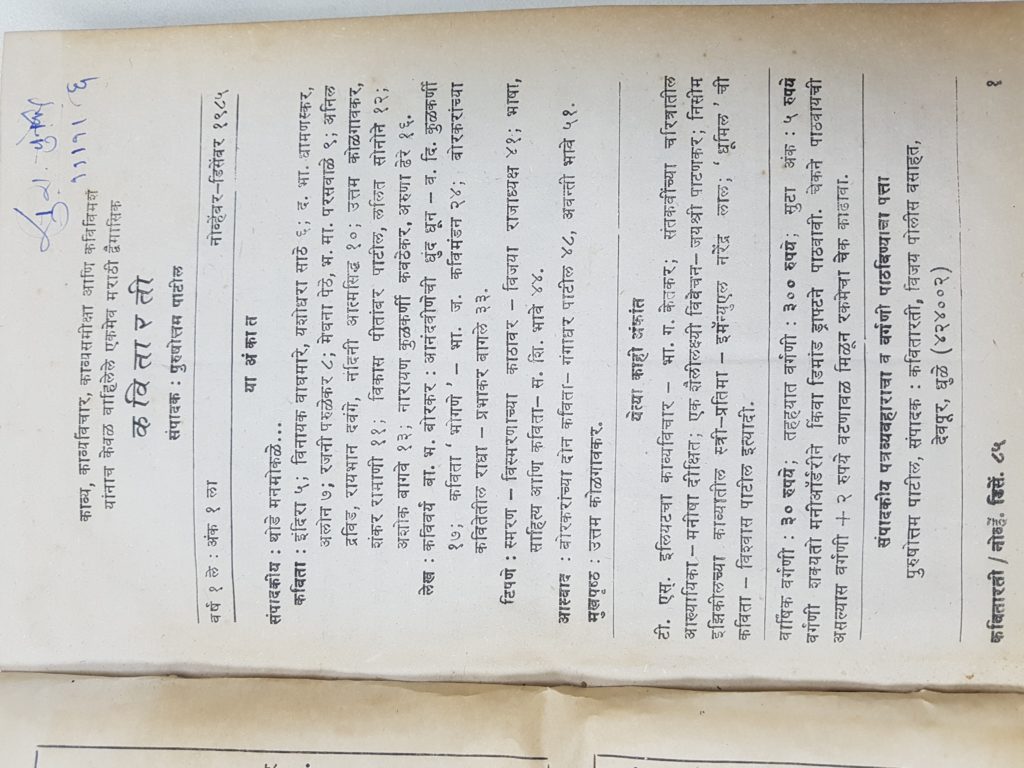 काव्य, काव्यविचार, काव्यसमीक्षा आणि कविविमर्श
यांनाच केवळ वाहिलेले एकमेव मराठी द्वैमासिक
क वि ता र ती
संपादक : पुरुषोत्तम पाटील
वर्ष १ ले : अंक १ ला नोव्हेंबर–डिसेंबर १९८५
या अंकात
संपादकीय : थोडे मनमोकळे...
कविता : इंदिरा ५; विनायक वाघमारे, यशोधरा साठे ६; द. भा. धामणस्कर,
अलोन ७; रजनी परुळेकर ८; मेघना पेठे, भ. मा. परसवाळे ९; अनिल
द्रविड, रायभान दवंगे, नंदिनी आत्मसिद्ध १०; उत्तम कोळगावकर,
शंकर रामाणी ११; विकास पीतांबर पाटील, ललित सोनोने १२;
अशोक बागवे १३; नारायण कुळकर्णी कवठेकर, अरुणा ढेरे १६.
लेख : कविवर्य बा. भ. बोरकर : आनंदवीणेची धुंद धून – व. दि. कुळकर्णी
१७; कविता 'भोगणे' – भा. ज. कविमंडन २४; बोरकरांच्या
कवितेतील राधा – प्रभाकर बागले ३३.
टिपणे : स्मरण – विस्मरणाच्या काठावर – विजया राजाध्यक्ष ४१; भाषा,
साहित्य आणि कविता– स. शि. भावे ४४.
आस्वाद : बोरकरांच्या दोन कविता– गंगाधर पाटील ४८, अवन्ती भावे ५१.
मुखपृष्ठ : उत्तम कोळगावकर.
येत्या काही अंकांत
टी. एस. इलियटचा काव्यविचार – भा. ग. केतकर; संतकवींच्या चरित्रातील
आख्यायिका – मनीषा दीक्षित; एक शैलीलक्ष्यी विवेचन– जयश्री पाटणकर; निसीम
इझिकीलच्या काव्यातील स्त्री–प्रतिमा – इमॅन्युएल नरेंद्र लाल; 'धूमिल' ची
कविता – विश्वास पाटील इत्यादी.
वार्षिक वर्गणी : ३० रुपये; तहहयात वर्गणी : ३०० रुपये; सुटा अंक : ५ रुपये
वर्गणी शक्यतो मनीऑर्डरीने किंवा डिमांड ड्राफ्टने पाठवावी. चेकने पाठवायची
असल्यास वर्गणी + २ रुपये वटणावळ मिळून रकमेचा चेक काढावा.
संपादकीय पत्रव्यवहाराचा व वर्गणी पाठविण्याचा पत्ता
पुरुषोत्तम पाटील, संपादक : कवितारती, विजय पोलीस वसाहत,
देवपूर, धुळे (४२४००२)
कवितारती / नोव्हें. डिसें. ८५ १